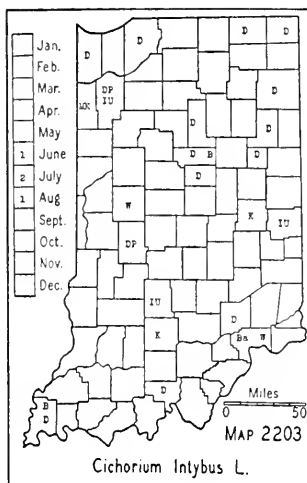 Jan.
Feb.
Mar.
Apr.
May
1 June
2 July
1 Aug
Sept.
Oct.
Nov.
Dec.
D D D D
D
DP
IU D
MK D
D B D
D
W
K IU
DP
IU
D
K Ba W
D
B
D
Miles
0 50
MAP 2203
Cichorium Intybus L.